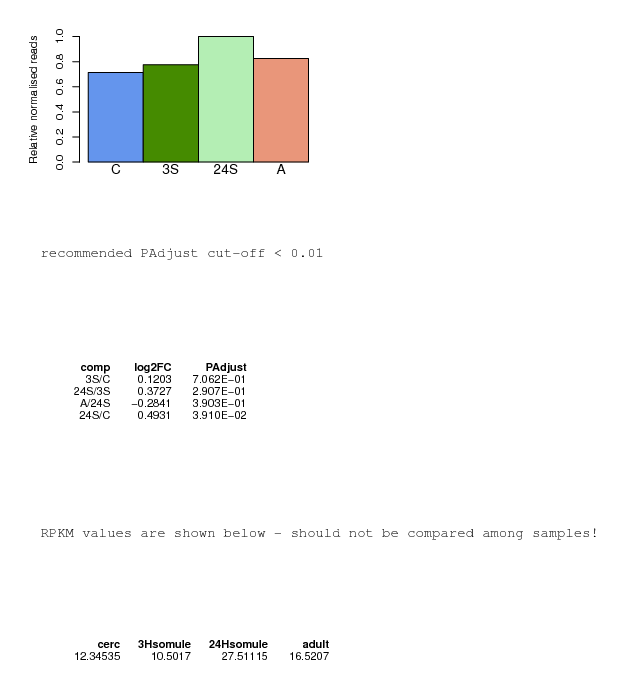 Relative normalised reads
1.0
0.8
0.6
0.4
0.2
0.0
C 3S 24S A
recommended PAdjust cut-off < 0.01
comp log2FC PAdjust
3S/C 0.1203 7.062E−01
24S/3S 0.3727 2.907E−01
A/24S −0.2841 3.903E−01
24S/C 0.4931 3.910E−02
RPKM values are shown below - should not be compared among samples!
cerc 3Hsomule 24Hsomule adult
12.34535 10.5017 27.51115 16.5207